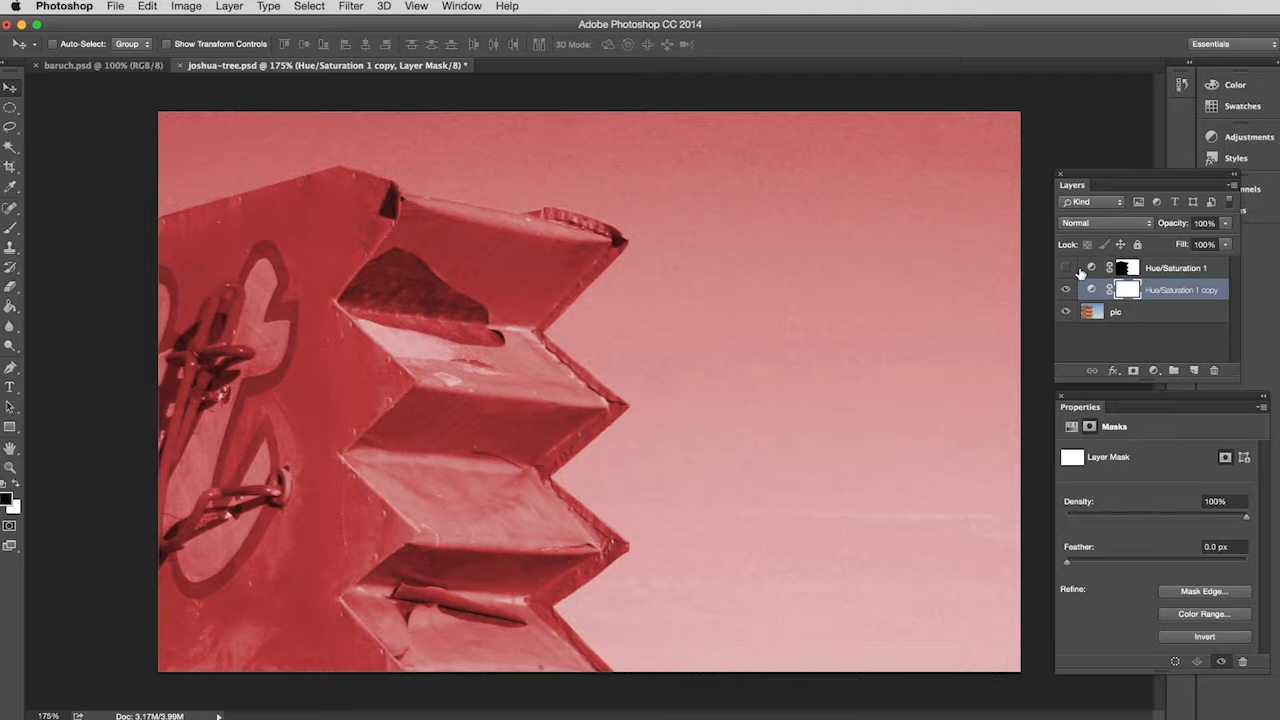 Photoshop File Edit Image Layer Type Select Filter 3D View Window Help
Adobe Photoshop CC 2014
Auto-Select: Group Show Transform Controls 3D Mode: Essentials
× baruch.psd @ 100% (RGB/8) × joshua-tree.psd @ 175% (Hue/Saturation 1 copy, Layer Mask/8) *
Color
Swatches
Adjustments
Styles
Layers
Kind
Normal Opacity: 100%
Lock: Fill: 100%
Hue/Saturation 1
Hue/Saturation 1 copy
pic
fx
Properties
Masks
Layer Mask
Density: 100%
Feather: 0.0 px
Refine: Mask Edge...
Color Range...
Invert
175% Doc: 3.17M/3.99M